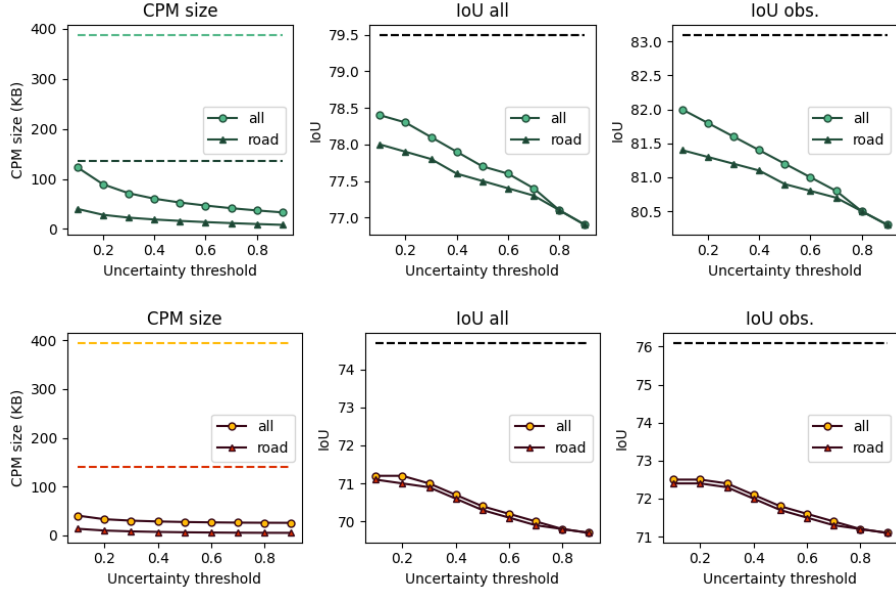 CPM size
IoU all
IoU obs.
400
300
200
100
0
CPM size (KB)
all
road
0.2 0.4 0.6 0.8
Uncertainty threshold
79.5
79.0
78.5
78.0
77.5
77.0
IoU
all
road
0.2 0.4 0.6 0.8
Uncertainty threshold
83.0
82.5
82.0
81.5
81.0
80.5
IoU
all
road
0.2 0.4 0.6 0.8
Uncertainty threshold
CPM size
IoU all
IoU obs.
400
300
200
100
0
CPM size (KB)
all
road
0.2 0.4 0.6 0.8
Uncertainty threshold
74
73
72
71
70
IoU
all
road
0.2 0.4 0.6 0.8
Uncertainty threshold
76
75
74
73
72
71
IoU
all
road
0.2 0.4 0.6 0.8
Uncertainty threshold